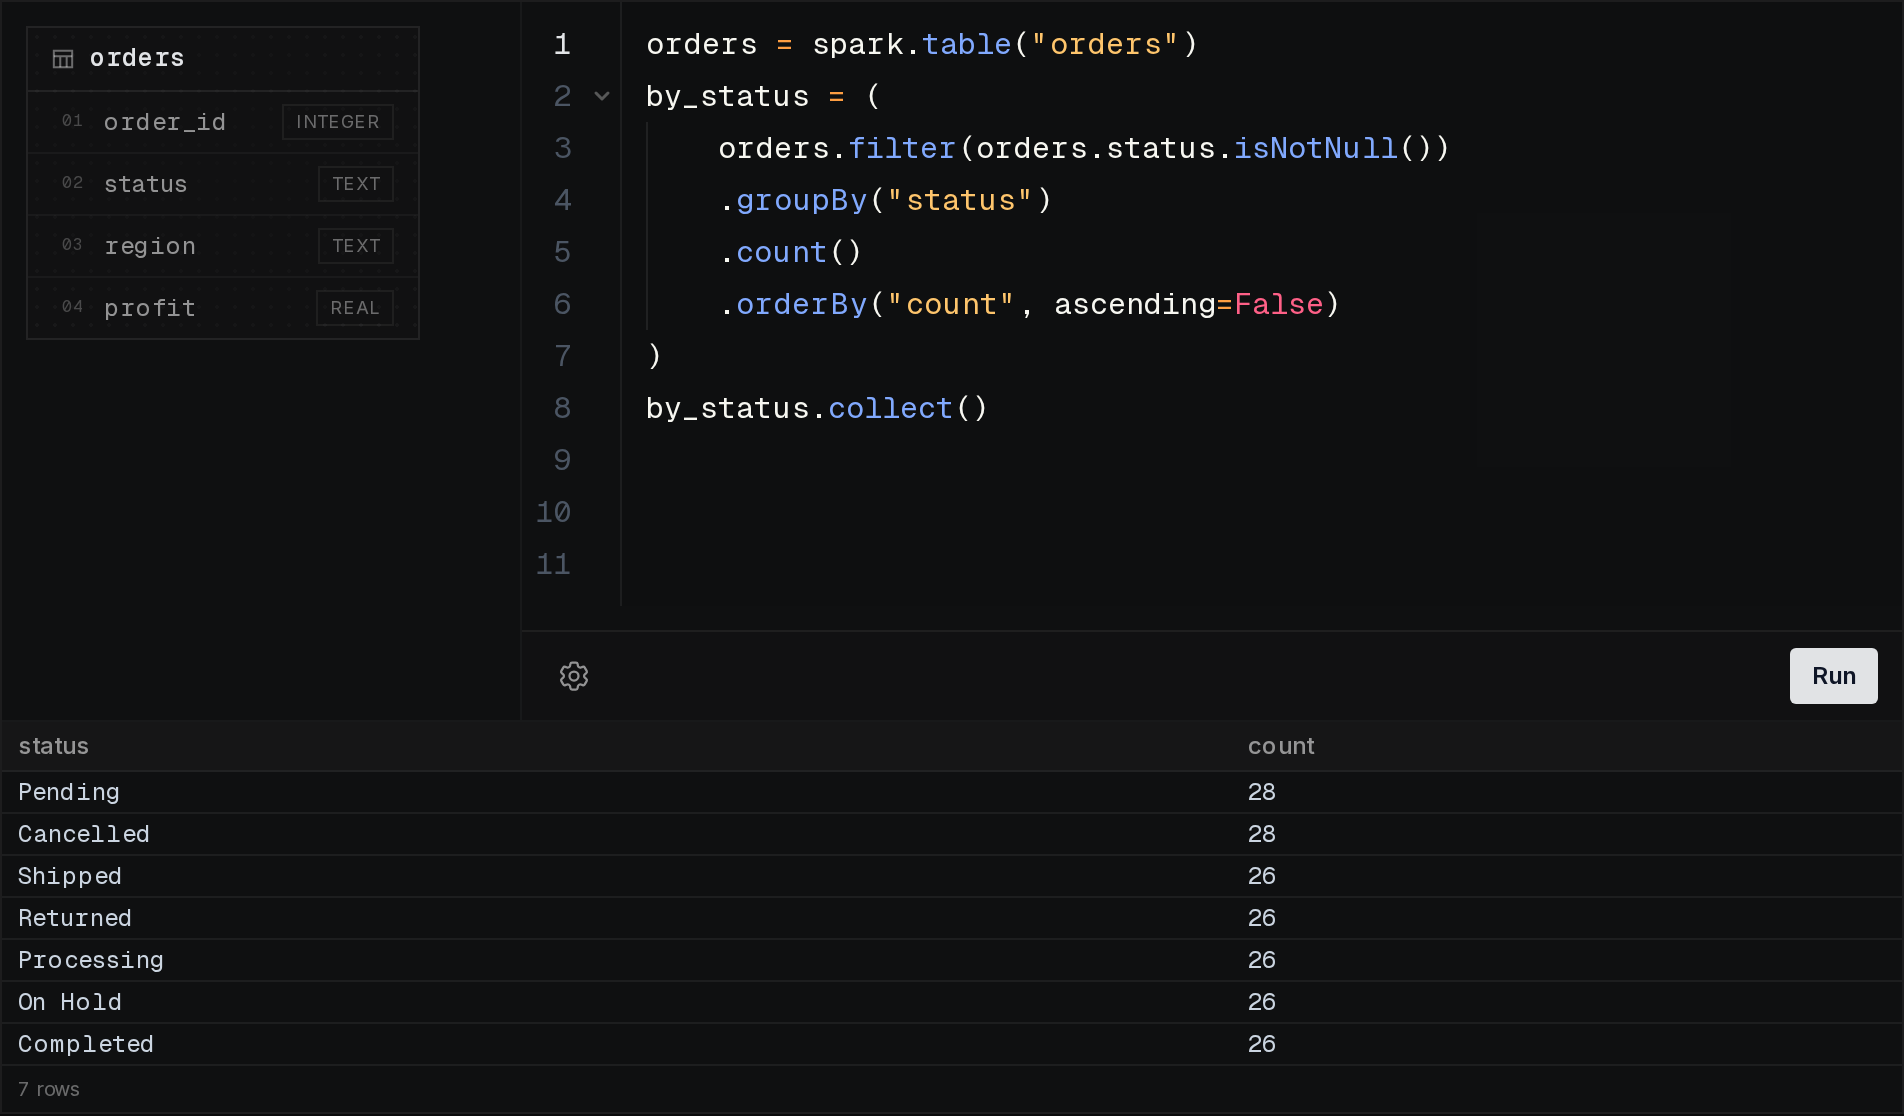 orders
01 order_id INTEGER
02 status TEXT
03 region TEXT
04 profit REAL
1 orders = spark.table("orders")
2 by_status = (
3     orders.filter(orders.status.isNotNull())
4     .groupBy("status")
5     .count()
6     .orderBy("count", ascending=False)
7 )
8 by_status.collect()
9
10
11
Run
status count
Pending 28
Cancelled 28
Shipped 26
Returned 26
Processing 26
On Hold 26
Completed 26
7 rows